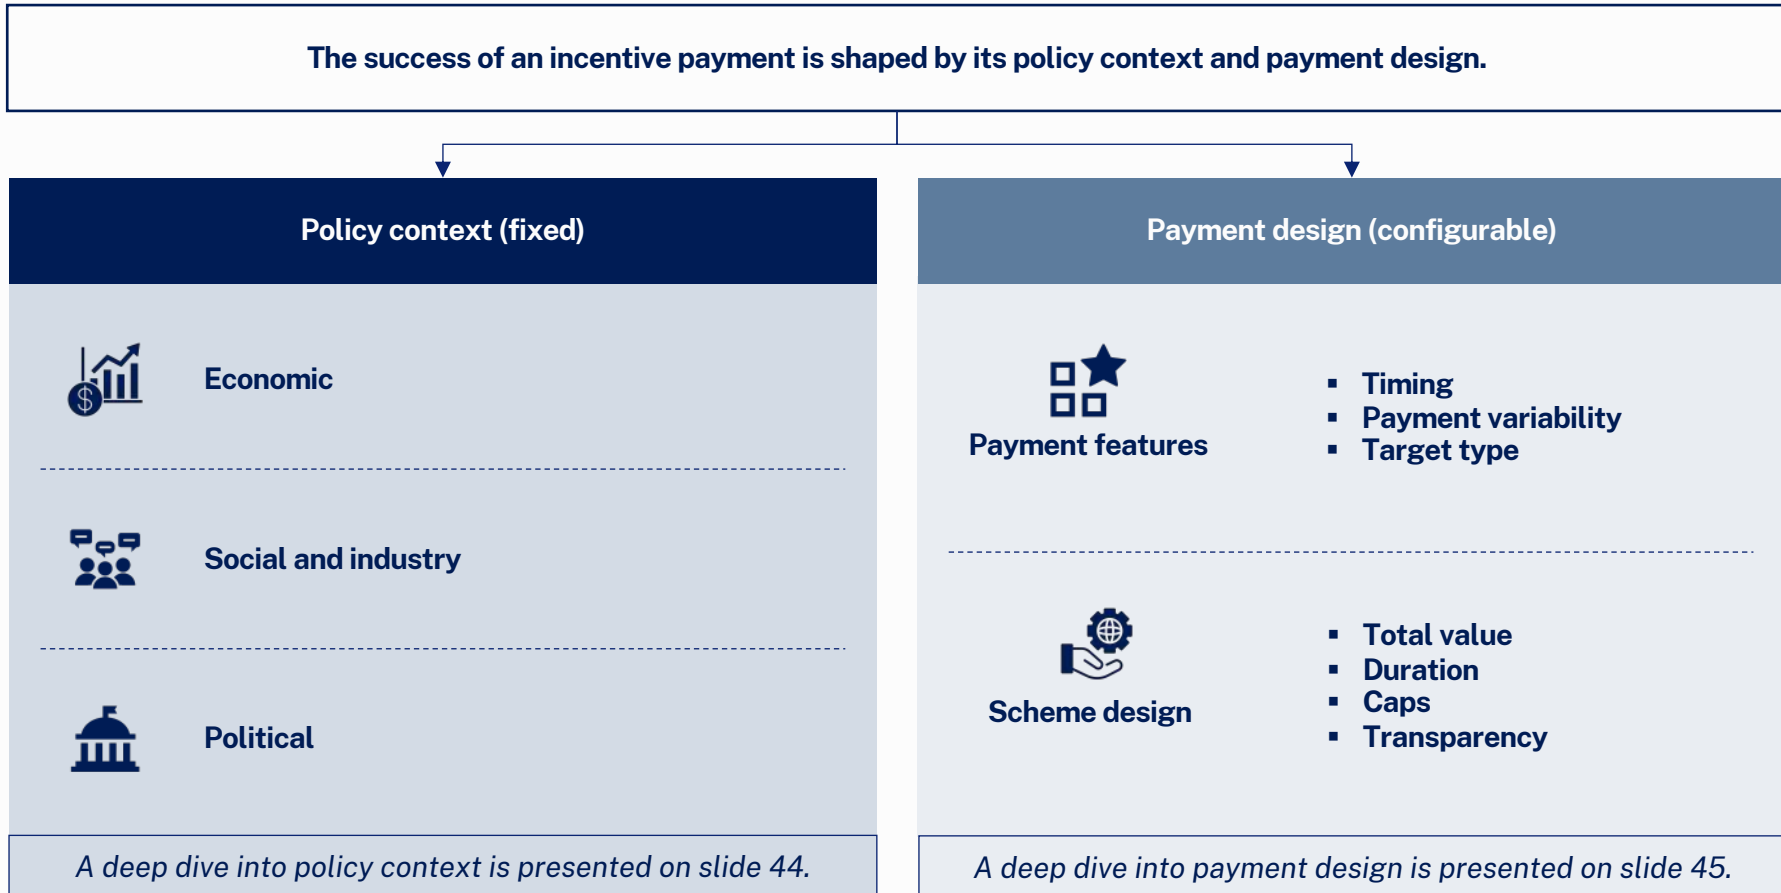 The success of an incentive payment is shaped by its policy context and payment design.
Policy context (fixed)
Economic
Social and industry
Political
A deep dive into policy context is presented on slide 44.
Payment design (configurable)
Payment features
▪ Timing
▪ Payment variability
▪ Target type
Scheme design
▪ Total value
▪ Duration
▪ Caps
▪ Transparency
A deep dive into payment design is presented on slide 45.